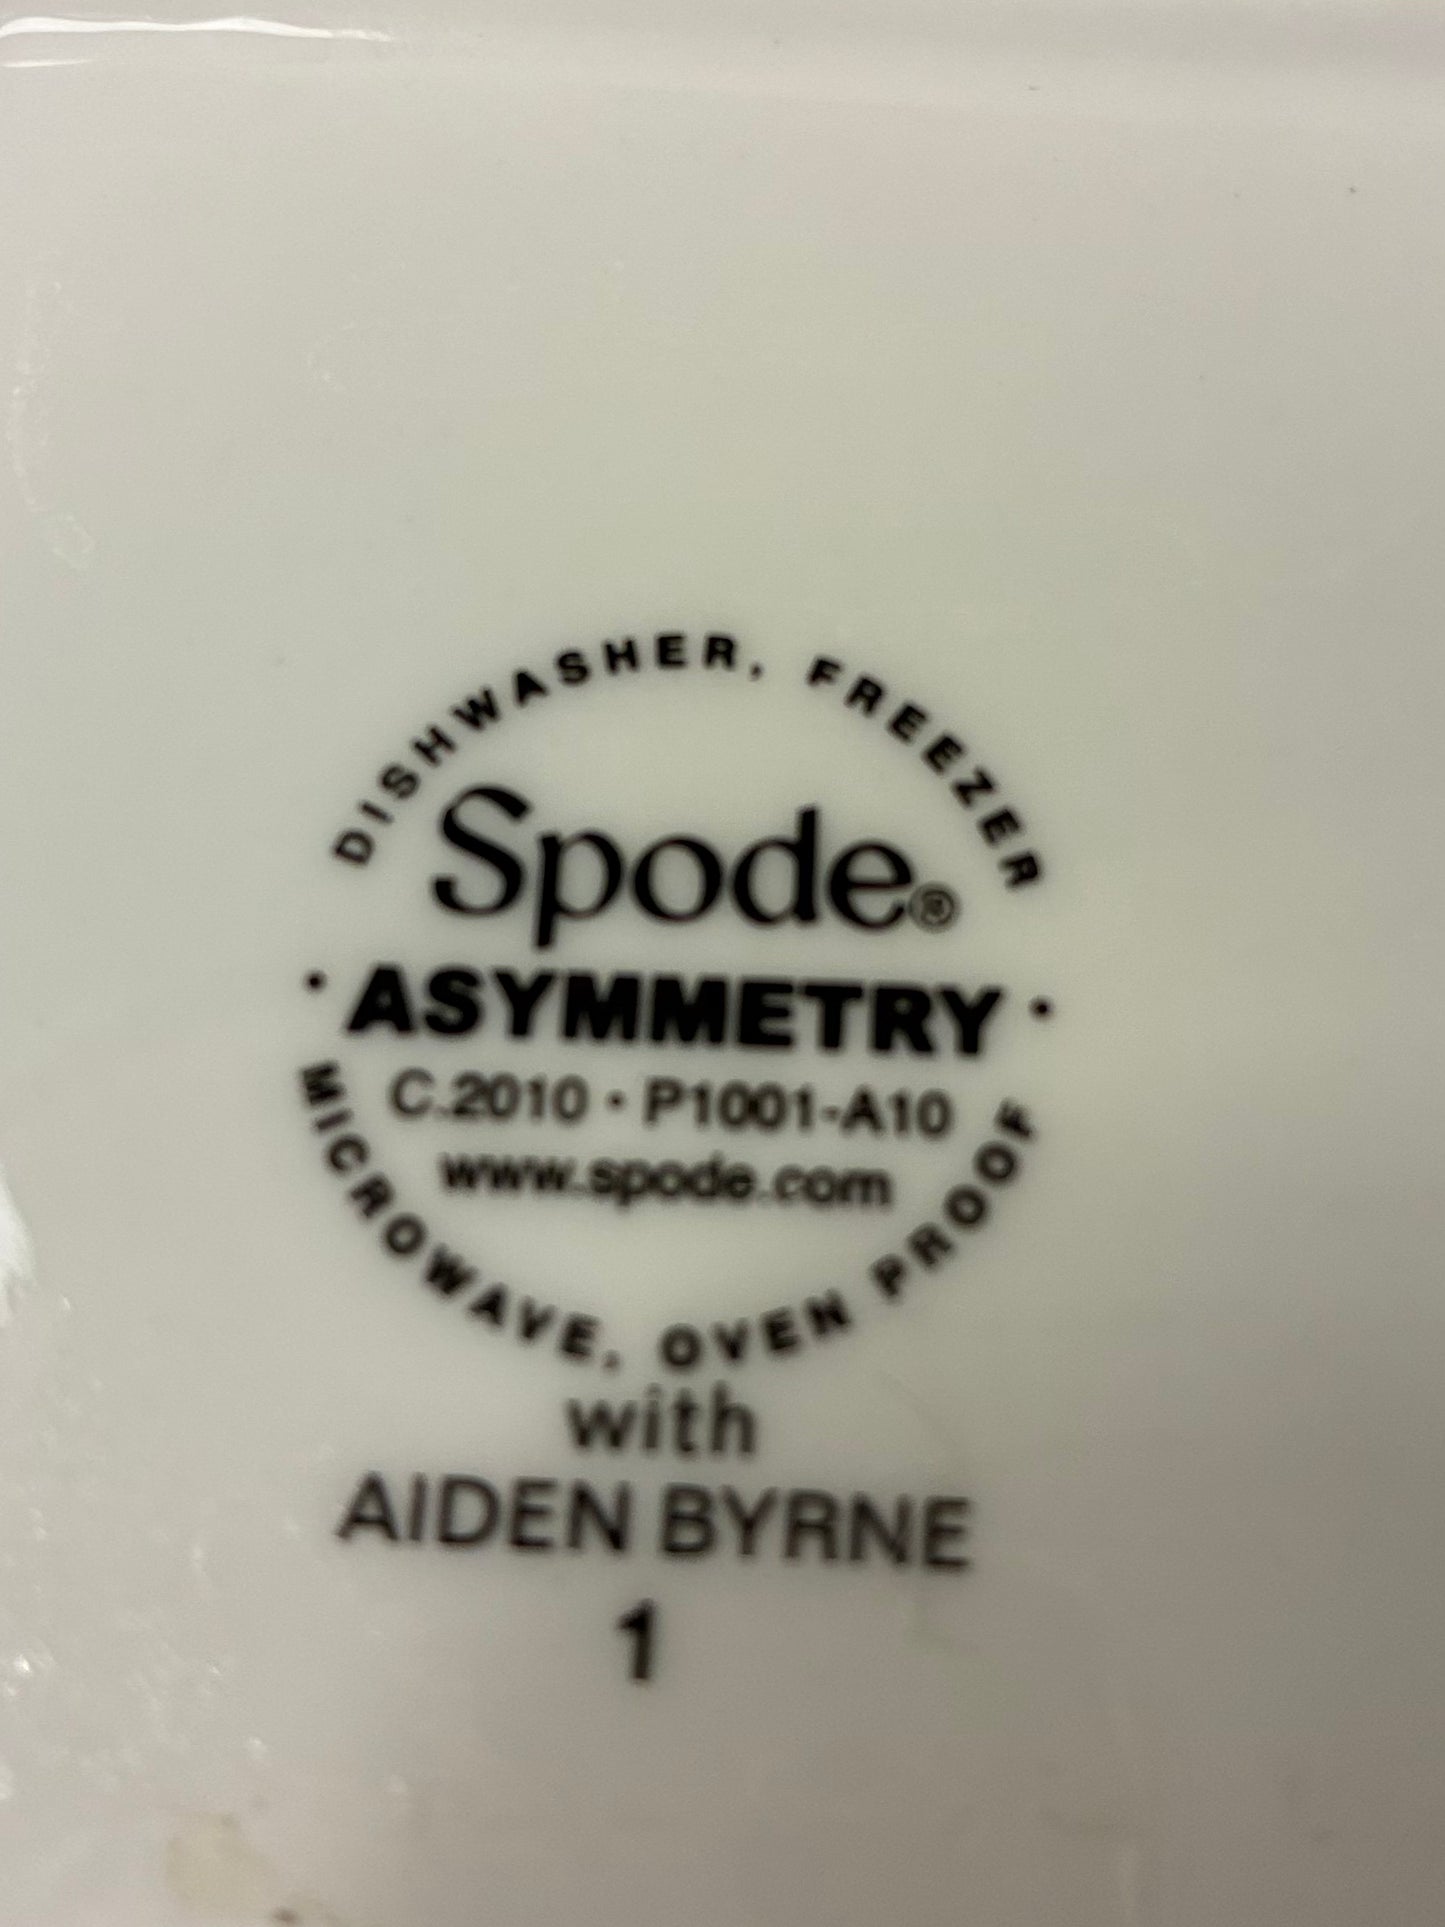 DISHWASHER, FREEZER
Spode®
· ASYMMETRY ·
C.2010 · P1001-A10
www.spode.com
MICROWAVE, OVEN PROOF
with
AIDEN BYRNE
1